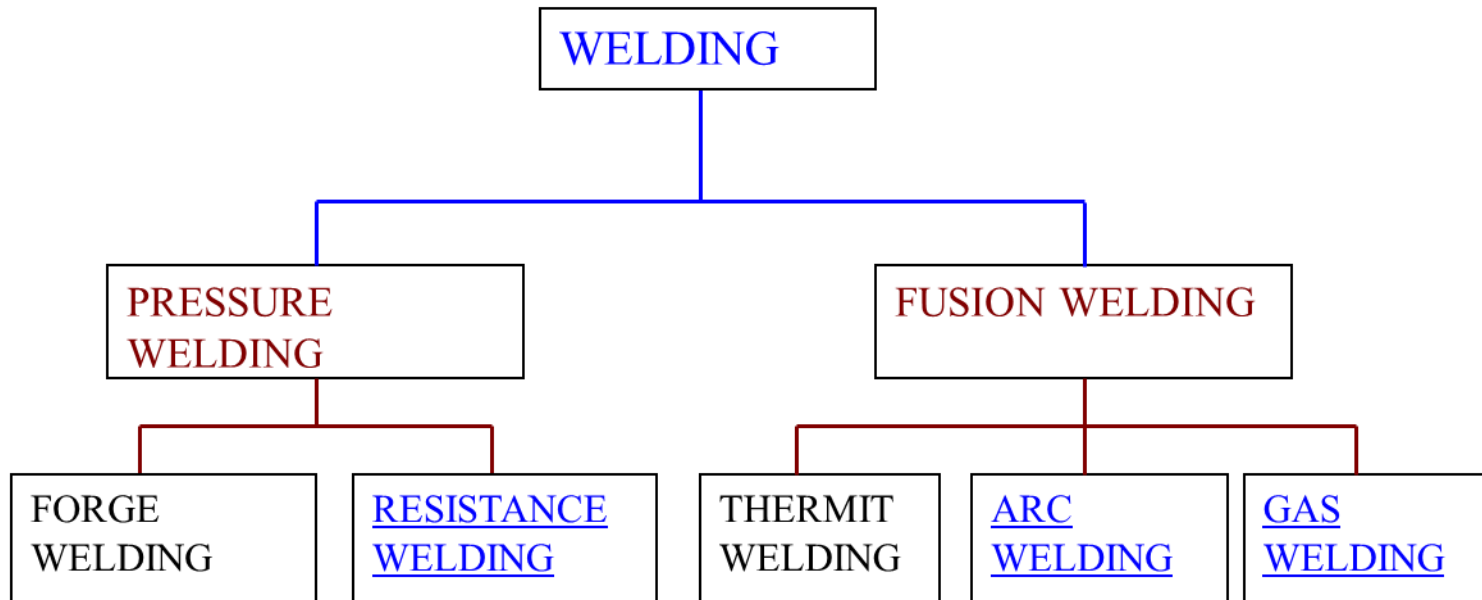 WELDING
PRESSURE
WELDING
FUSION WELDING
FORGE
WELDING
RESISTANCE
WELDING
THERMIT
WELDING
ARC
WELDING
GAS
WELDING